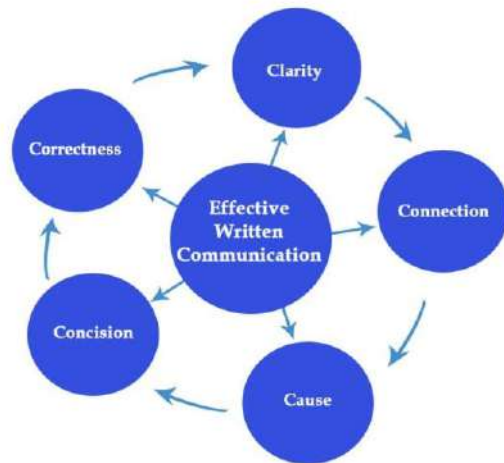 Clarity
Correctness
Connection
Effective
Written
Communication
Concision
Cause